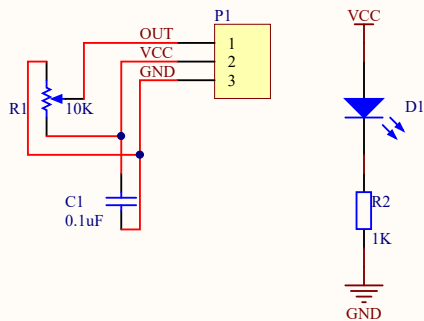 P1
OUT
VCC
GND
1
2
3
R1
10K
C1
0.1uF
VCC
D1
R2
1K
GND